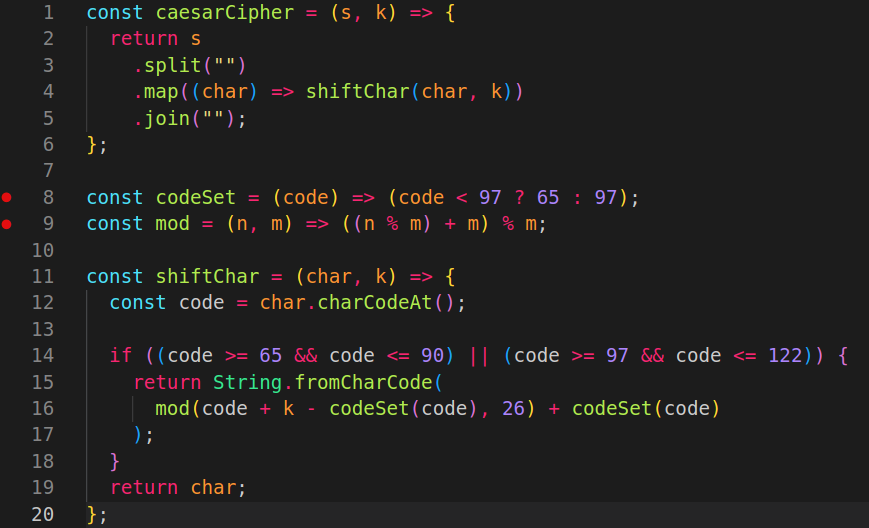 1 const caesarCipher = (s, k) => {
2   return s
3     .split("")
4     .map((char) => shiftChar(char, k))
5     .join("");
6 };
7
8 const codeSet = (code) => (code < 97 ? 65 : 97);
9 const mod = (n, m) => ((n % m) + m) % m;
10
11 const shiftChar = (char, k) => {
12   const code = char.charCodeAt();
13
14   if ((code >= 65 && code <= 90) || (code >= 97 && code <= 122)) {
15     return String.fromCharCode(
16       mod(code + k - codeSet(code), 26) + codeSet(code)
17     );
18   }
19   return char;
20 };